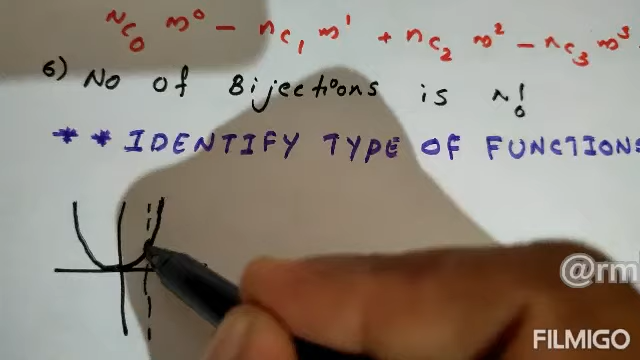 ⁿC₀ m⁰ - nC₁ m¹ + nC₂ m² - nC₃ m³
6) No of Bijections is n!
** IDENTIFY TYPE OF FUNCTIONS
@rm
FILMIGO